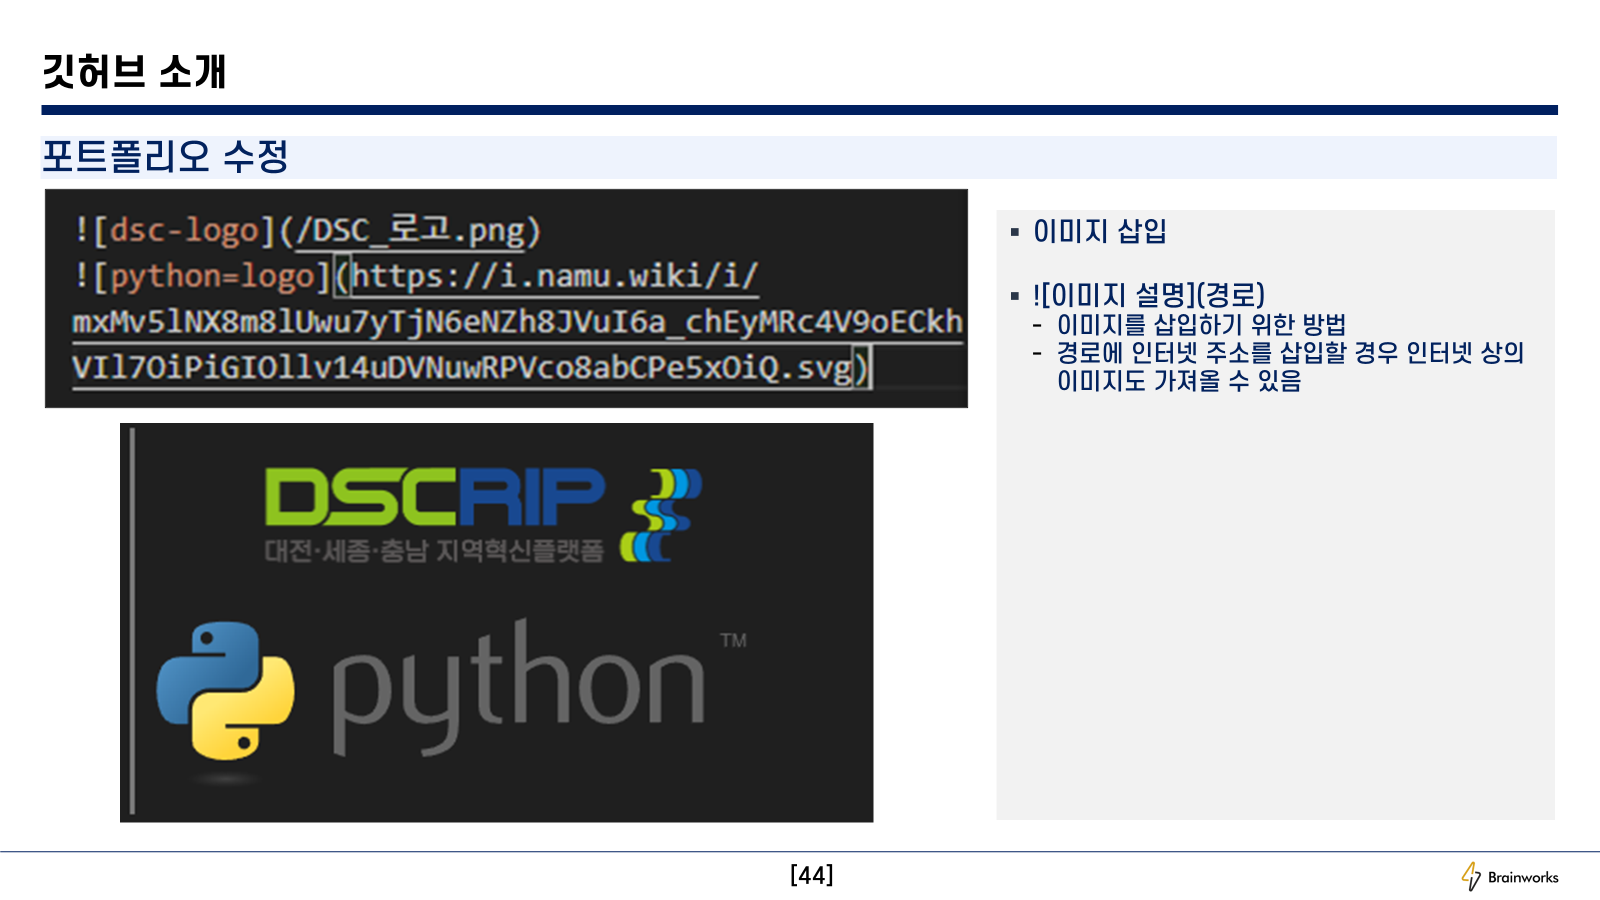 깃허브 소개
포트폴리오 수정
![dsc-logo](/DSC_로고.png)
![python=logo](https://i.namu.wiki/i/
mxMv5lNX8m8lUwu7yTjN6eNZh8JVuI6a_chEyMRc4V9oECkh
VIl7OiPiGIOllv14uDVNuwRPVco8abCPe5xOiQ.svg)
DSCRIP
대전·세종·충남 지역혁신플랫폼
python™
▪ 이미지 삽입
▪ ![이미지 설명](경로)
- 이미지를 삽입하기 위한 방법
- 경로에 인터넷 주소를 삽입할 경우 인터넷 상의
이미지도 가져올 수 있음
[44]
Brainworks